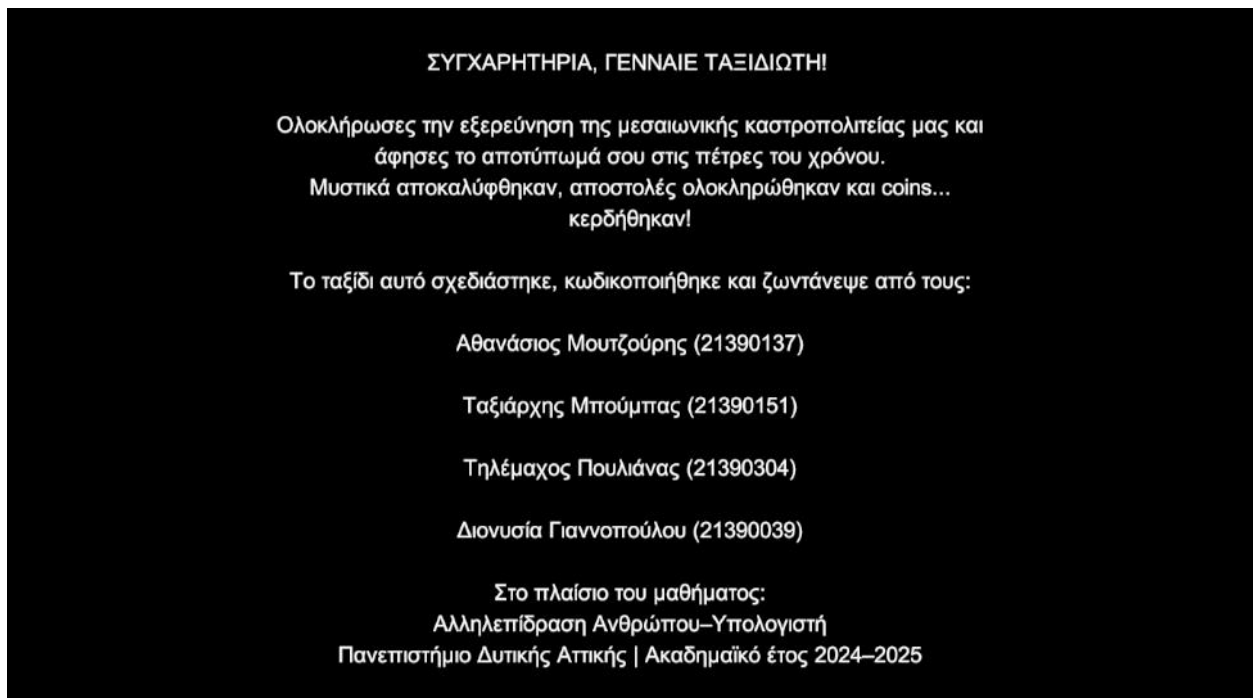 ΣΥΓΧΑΡΗΤΗΡΙΑ, ΓΕΝΝΑΙΕ ΤΑΞΙΔΙΩΤΗ!
Ολοκλήρωσες την εξερεύνηση της μεσαιωνικής καστροπολιτείας μας και
άφησες το αποτύπωμά σου στις πέτρες του χρόνου.
Μυστικά αποκαλύφθηκαν, αποστολές ολοκληρώθηκαν και coins...
κερδήθηκαν!
Το ταξίδι αυτό σχεδιάστηκε, κωδικοποιήθηκε και ζωντάνεψε από τους:
Αθανάσιος Μουτζούρης (21390137)
Ταξιάρχης Μπούμπας (21390151)
Τηλέμαχος Πουλιάνας (21390304)
Διονυσία Γιαννοπούλου (21390039)
Στο πλαίσιο του μαθήματος:
Αλληλεπίδραση Ανθρώπου–Υπολογιστή
Πανεπιστήμιο Δυτικής Αττικής | Ακαδημαϊκό έτος 2024–2025